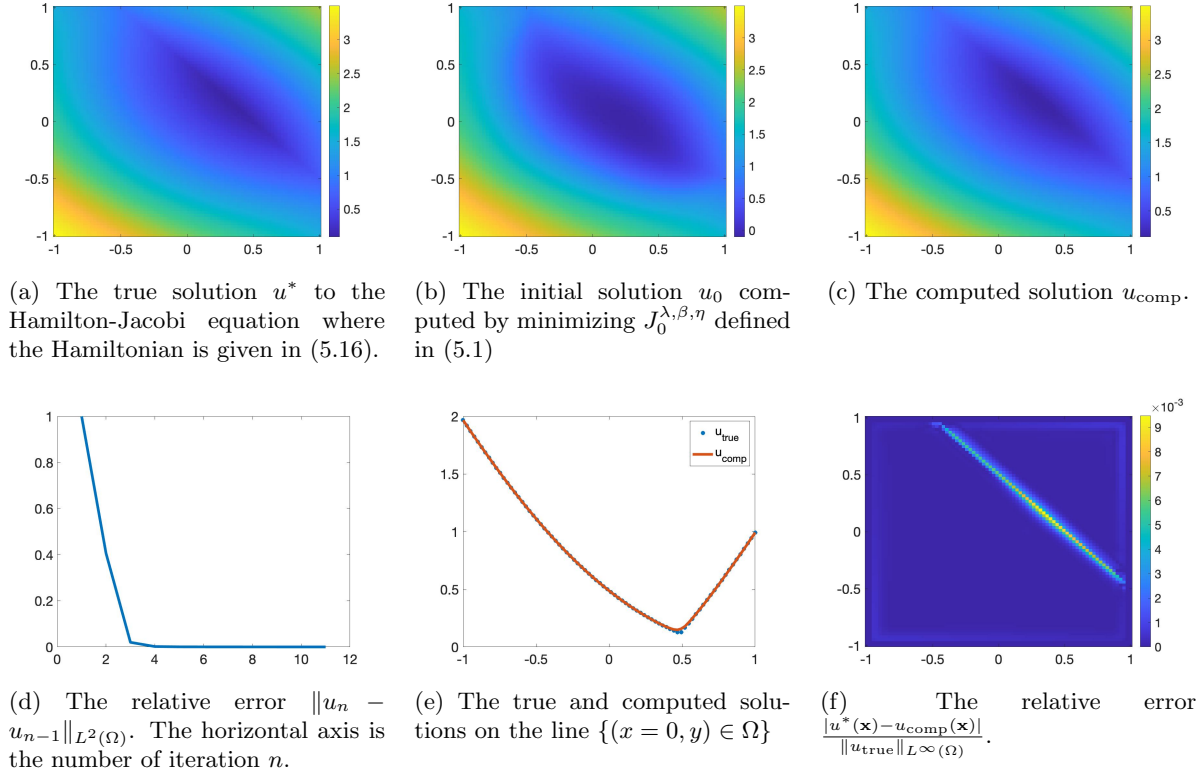 1
0.5
0
-0.5
-1
-1 -0.5 0 0.5 1
3
2.5
2
1.5
1
0.5
1
0.5
0
-0.5
-1
-1 -0.5 0 0.5 1
3
2.5
2
1.5
1
0.5
0
1
0.5
0
-0.5
-1
-1 -0.5 0 0.5 1
3
2.5
2
1.5
1
0.5
(a) The true solution u* to the
Hamilton-Jacobi equation where
the Hamiltonian is given in (5.16).
(b) The initial solution u₀ com-
puted by minimizing J₀^{λ,β,η} defined
in (5.1)
(c) The computed solution u_comp.
1
0.8
0.6
0.4
0.2
0
0 2 4 6 8 10 12
2
1.5
1
0.5
0
-1 -0.5 0 0.5 1
u_true
u_comp
1
0.5
0
-0.5
-1
-1 -0.5 0 0.5 1
×10⁻³
9
8
7
6
5
4
3
2
1
0
(d) The relative error ‖uₙ −
uₙ₋₁‖_{L²(Ω)}. The horizontal axis is
the number of iteration n.
(e) The true and computed solu-
tions on the line {(x = 0, y) ∈ Ω}
(f) The relative error
|u*(𝐱)−u_comp(𝐱)| / ‖u_true‖_{L^∞(Ω)}.